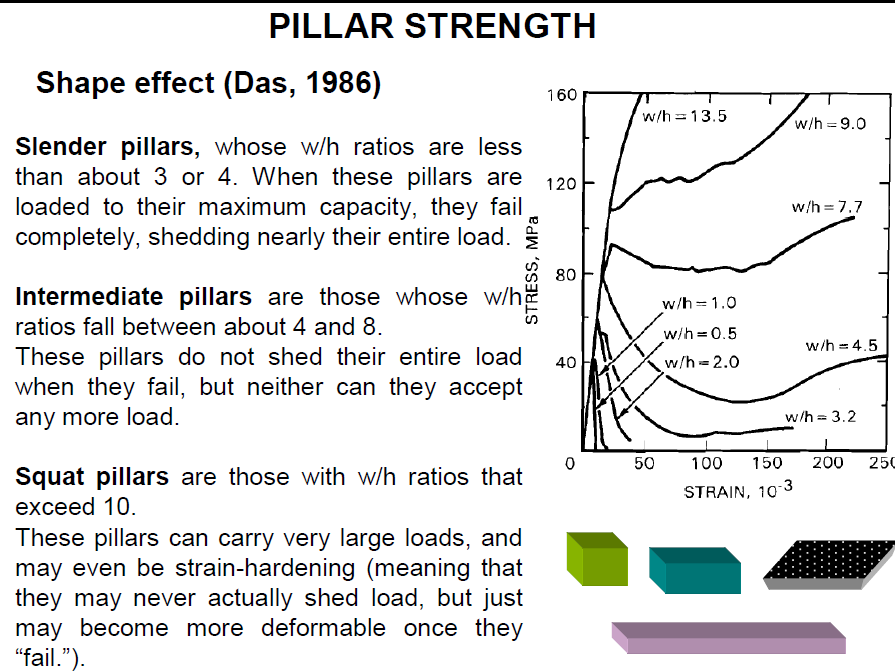 PILLAR STRENGTH
Shape effect (Das, 1986)
Slender pillars, whose w/h ratios are less
than about 3 or 4. When these pillars are
loaded to their maximum capacity, they fail
completely, shedding nearly their entire load.
Intermediate pillars are those whose w/h
ratios fall between about 4 and 8.
These pillars do not shed their entire load
when they fail, but neither can they accept
any more load.
Squat pillars are those with w/h ratios that
exceed 10.
These pillars can carry very large loads, and
may even be strain-hardening (meaning that
they may never actually shed load, but just
may become more deformable once they
“fail.”).
160
120
80
40
STRESS, MPa
w/h = 13.5
w/h = 9.0
w/h = 7.7
w/h = 1.0
w/h = 0.5
w/h = 4.5
w/h = 2.0
w/h = 3.2
0 50 100 150 200 250
STRAIN, 10-3